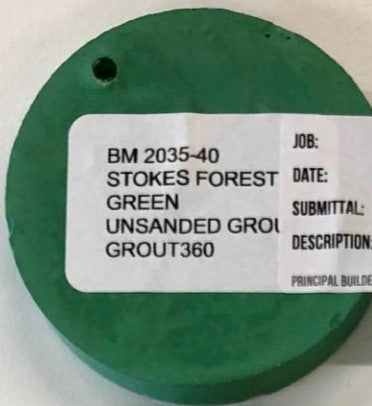 BM 2035-40
STOKES FOREST
GREEN
UNSANDED GROU
GROUT360
JOB:
DATE:
SUBMITTAL:
DESCRIPTION:
PRINCIPAL BUILDE